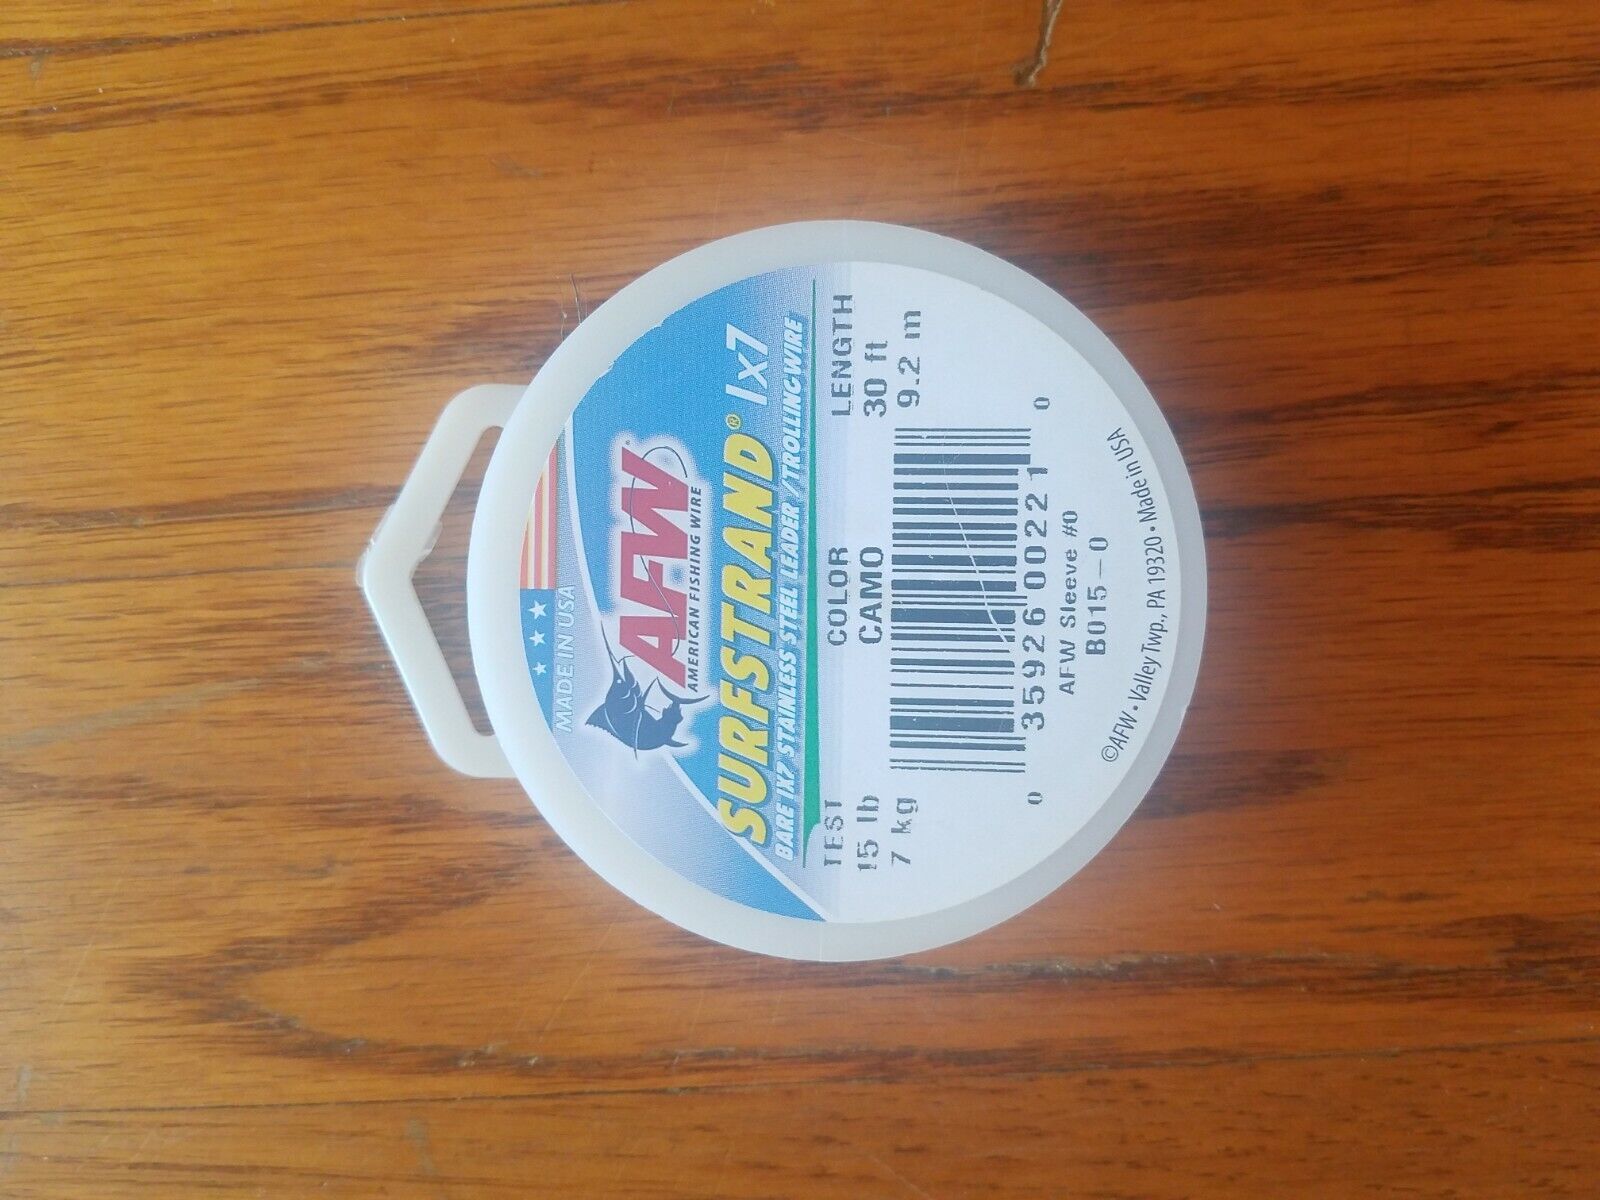 MADE IN USA
AFW
AMERICAN FISHING WIRE
SURFSTRAND® 1x7
BARE 1X7 STAINLESS STEEL LEADER/TROLLING WIRE
TEST COLOR LENGTH
15 lb CAMO 30 ft
7 kg 9.2 m
0 35926 00221 0
AFW Sleeve #0
B015-0
©AFW • Valley Twp., PA 19320 • Made in USA